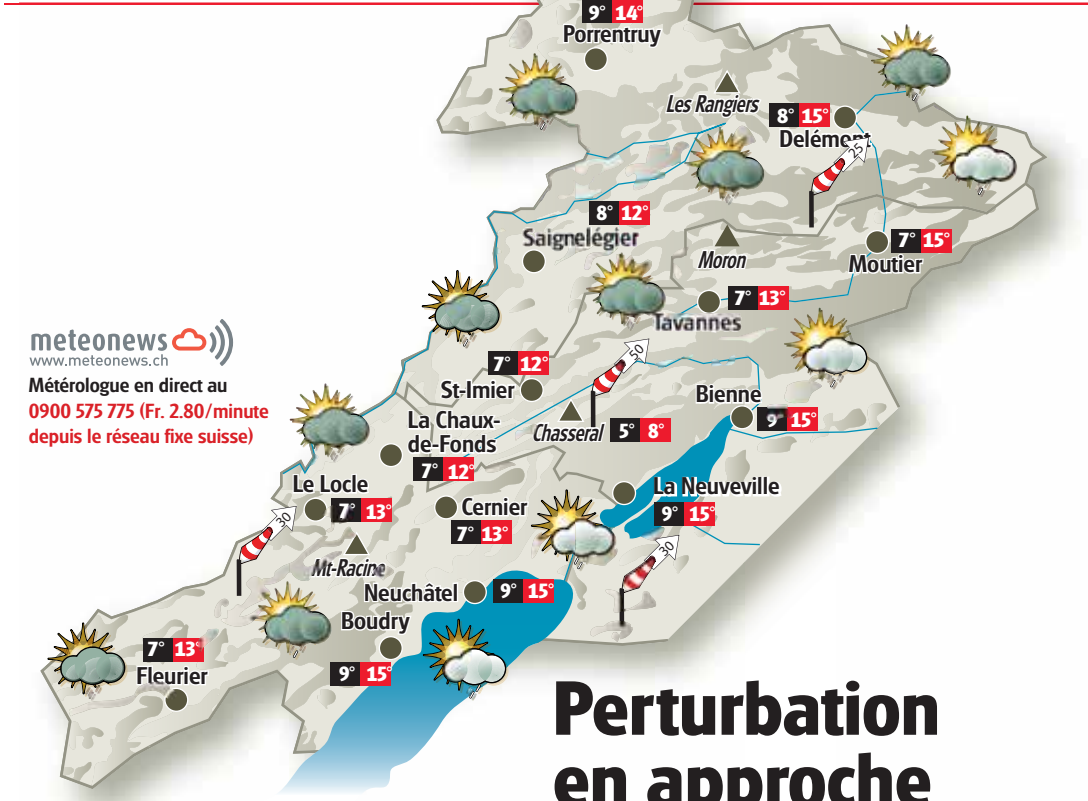 9° 14°
Porrentruy
Les Rangiers
8° 15°
Delémont
25
8° 12°
Saignelégier
Moron
7° 15°
Moutier
7° 13°
Tavannes
meteonews
www.meteonews.ch
Métérologue en direct au
0900 575 775 (Fr. 2.80/minute
depuis le réseau fixe suisse)
50
7° 12°
St-Imier
Bienne
9° 15°
La Chaux-
de-Fonds
7° 12°
Chasseral 5° 8°
Le Locle
7° 13°
Cernier
7° 13°
La Neuveville
9° 15°
30
Mt-Racine
30
Neuchâtel 9° 15°
Boudry
9° 15°
7° 13°
Fleurier
Perturbation
en approche